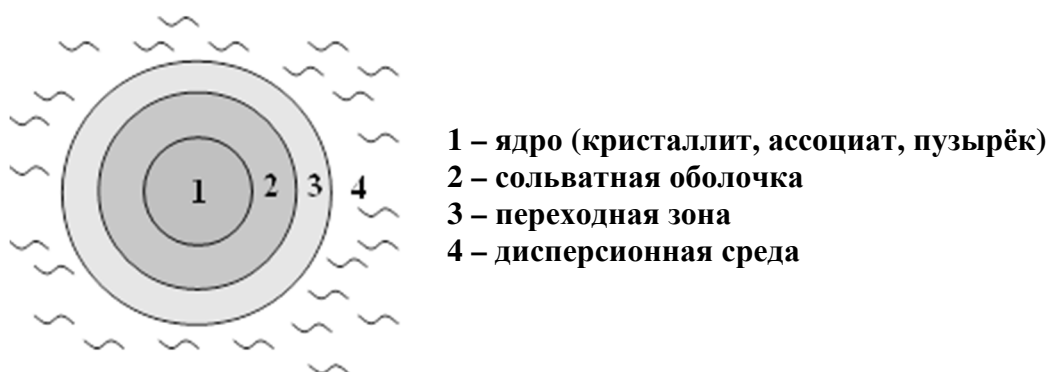 1 2 3 4
1 – ядро (кристаллит, ассоциат, пузырёк)
2 – сольватная оболочка
3 – переходная зона
4 – дисперсионная среда